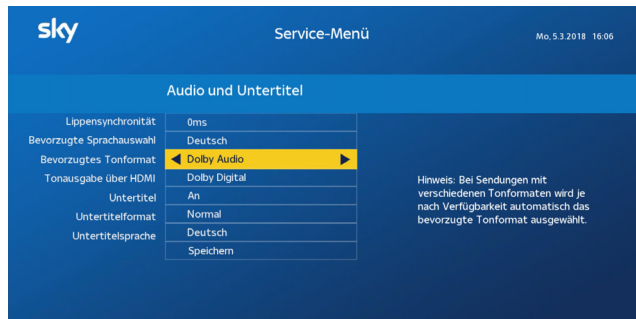 sky
Service-Menü
Mo, 5.3.2018 16:06
Audio und Untertitel
Lippensynchronität 0ms
Bevorzugte Sprachauswahl Deutsch
Bevorzugtes Tonformat Dolby Audio
Tonausgabe über HDMI Dolby Digital
Untertitel An
Untertitelformat Normal
Untertitelsprache Deutsch
Speichern
Hinweis: Bei Sendungen mit
verschiedenen Tonformaten wird je
nach Verfügbarkeit automatisch das
bevorzugte Tonformat ausgewählt.